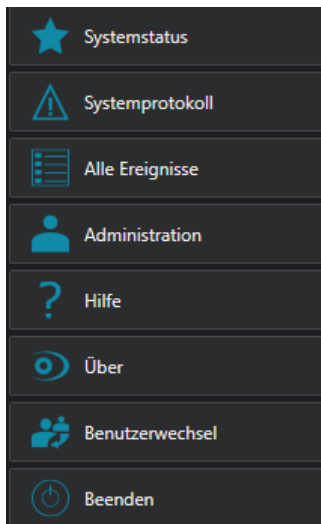 Systemstatus
Systemprotokoll
Alle Ereignisse
Administration
Hilfe
Über
Benutzerwechsel
Beenden